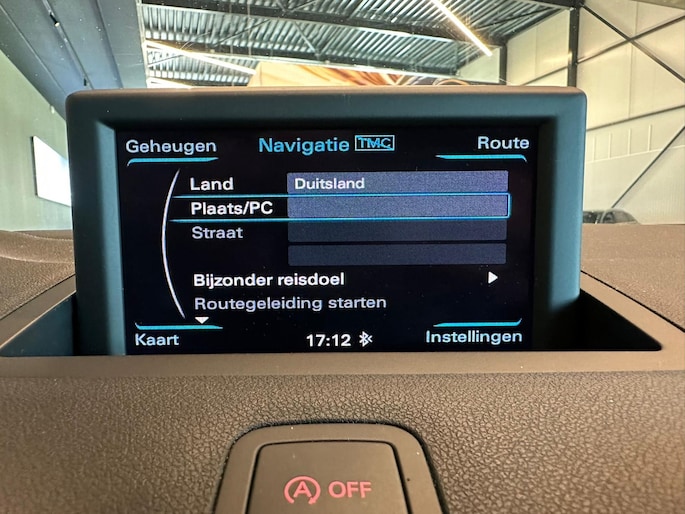 Geheugen Navigatie TMC Route
Land Duitsland
Plaats/PC
Straat
Bijzonder reisdoel
Routegeleiding starten
Kaart 17:12 Instellingen
A OFF